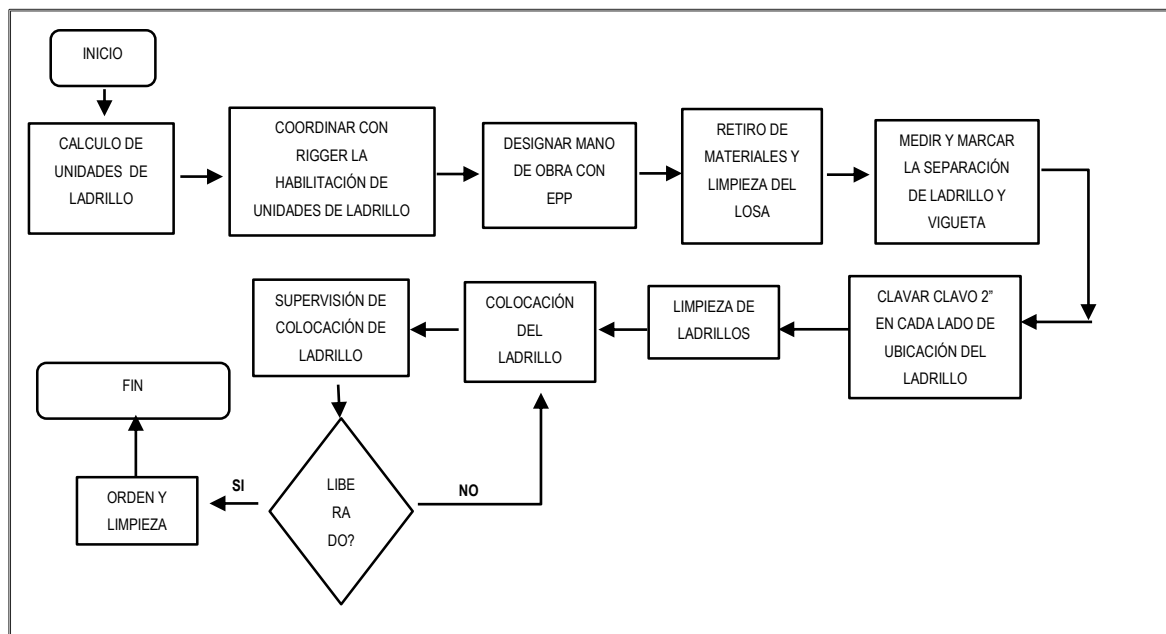 INICIO
CALCULO DE
UNIDADES DE
LADRILLO
COORDINAR CON
RIGGER LA
HABILITACIÓN DE
UNIDADES DE LADRILLO
DESIGNAR MANO
DE OBRA CON
EPP
RETIRO DE
MATERIALES Y
LIMPIEZA DEL
LOSA
MEDIR Y MARCAR
LA SEPARACIÓN
DE LADRILLO Y
VIGUETA
CLAVAR CLAVO 2”
EN CADA LADO DE
UBICACIÓN DEL
LADRILLO
LIMPIEZA DE
LADRILLOS
COLOCACIÓN
DEL
LADRILLO
SUPERVISIÓN DE
COLOCACIÓN DE
LADRILLO
LIBE
RA
DO?
NO
SI
ORDEN Y
LIMPIEZA
FIN